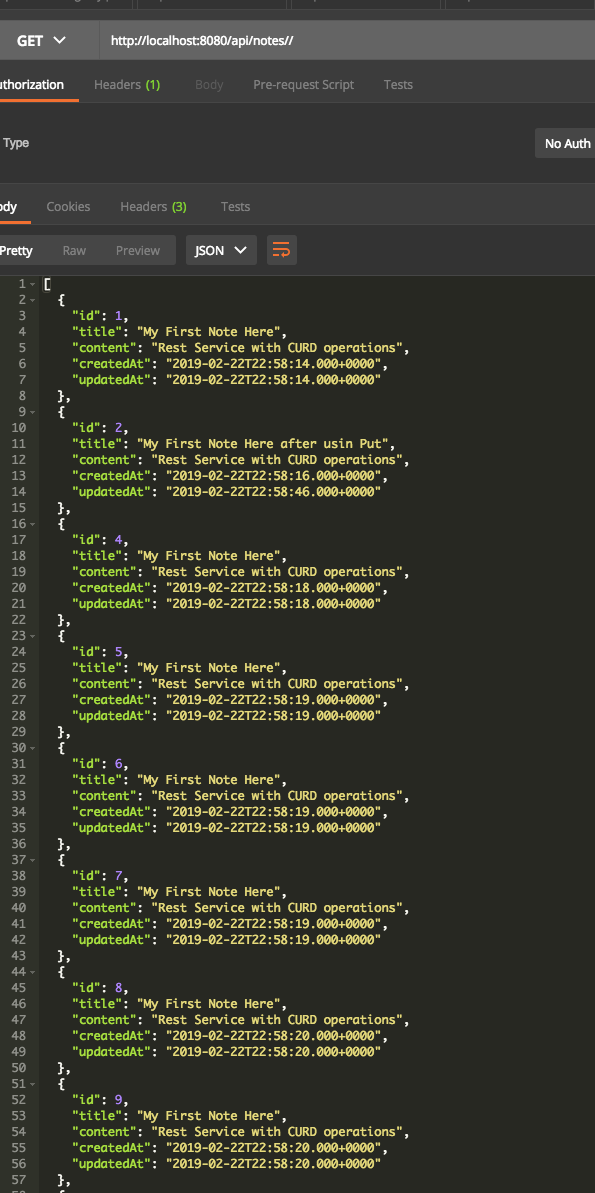 GET
http://localhost:8080/api/notes//
uthorization
Headers (1)
Body
Pre-request Script
Tests
Type
No Auth
ody
Cookies
Headers (3)
Tests
Pretty
Raw
Preview
JSON
1 [
2 {
3 "id": 1,
4 "title": "My First Note Here",
5 "content": "Rest Service with CURD operations",
6 "createdAt": "2019-02-22T22:58:14.000+0000",
7 "updatedAt": "2019-02-22T22:58:14.000+0000"
8 },
9 {
10 "id": 2,
11 "title": "My First Note Here after usin Put",
12 "content": "Rest Service with CURD operations",
13 "createdAt": "2019-02-22T22:58:16.000+0000",
14 "updatedAt": "2019-02-22T22:58:46.000+0000"
15 },
16 {
17 "id": 4,
18 "title": "My First Note Here",
19 "content": "Rest Service with CURD operations",
20 "createdAt": "2019-02-22T22:58:18.000+0000",
21 "updatedAt": "2019-02-22T22:58:18.000+0000"
22 },
23 {
24 "id": 5,
25 "title": "My First Note Here",
26 "content": "Rest Service with CURD operations",
27 "createdAt": "2019-02-22T22:58:19.000+0000",
28 "updatedAt": "2019-02-22T22:58:19.000+0000"
29 },
30 {
31 "id": 6,
32 "title": "My First Note Here",
33 "content": "Rest Service with CURD operations",
34 "createdAt": "2019-02-22T22:58:19.000+0000",
35 "updatedAt": "2019-02-22T22:58:19.000+0000"
36 },
37 {
38 "id": 7,
39 "title": "My First Note Here",
40 "content": "Rest Service with CURD operations",
41 "createdAt": "2019-02-22T22:58:19.000+0000",
42 "updatedAt": "2019-02-22T22:58:19.000+0000"
43 },
44 {
45 "id": 8,
46 "title": "My First Note Here",
47 "content": "Rest Service with CURD operations",
48 "createdAt": "2019-02-22T22:58:20.000+0000",
49 "updatedAt": "2019-02-22T22:58:20.000+0000"
50 },
51 {
52 "id": 9,
53 "title": "My First Note Here",
54 "content": "Rest Service with CURD operations",
55 "createdAt": "2019-02-22T22:58:20.000+0000",
56 "updatedAt": "2019-02-22T22:58:20.000+0000"
57 },